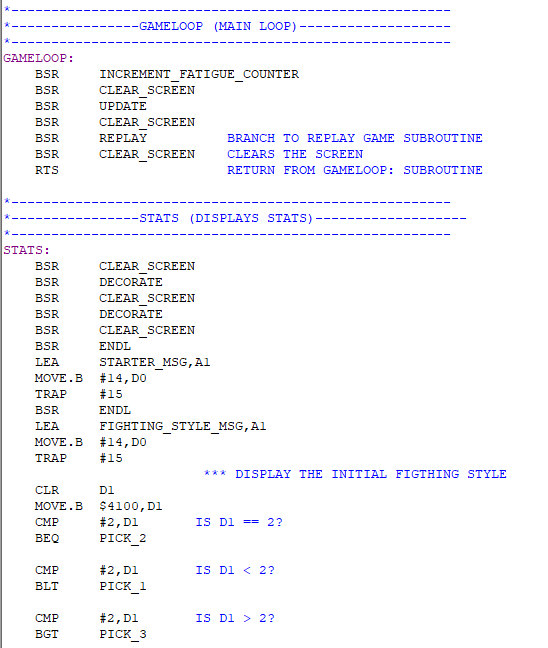 *-------------------------------------------------------
*----------------GAMELOOP (MAIN LOOP)-------------------
*-------------------------------------------------------
GAMELOOP:
    BSR     INCREMENT_FATIGUE_COUNTER
    BSR     CLEAR_SCREEN
    BSR     UPDATE
    BSR     CLEAR_SCREEN
    BSR     REPLAY          BRANCH TO REPLAY GAME SUBROUTINE
    BSR     CLEAR_SCREEN    CLEARS THE SCREEN
    RTS                     RETURN FROM GAMELOOP: SUBROUTINE

*-------------------------------------------------------
*----------------STATS (DISPLAYS STATS)-------------------
*-------------------------------------------------------
STATS:
    BSR     CLEAR_SCREEN
    BSR     DECORATE
    BSR     CLEAR_SCREEN
    BSR     DECORATE
    BSR     CLEAR_SCREEN
    BSR     ENDL
    LEA     STARTER_MSG,A1
    MOVE.B  #14,D0
    TRAP    #15
    BSR     ENDL
    LEA     FIGHTING_STYLE_MSG,A1
    MOVE.B  #14,D0
    TRAP    #15
                         *** DISPLAY THE INITIAL FIGTHING STYLE
    CLR     D1
    MOVE.B  $4100,D1
    CMP     #2,D1       IS D1 == 2?
    BEQ     PICK_2

    CMP     #2,D1       IS D1 < 2?
    BLT     PICK_1

    CMP     #2,D1       IS D1 > 2?
    BGT     PICK_3